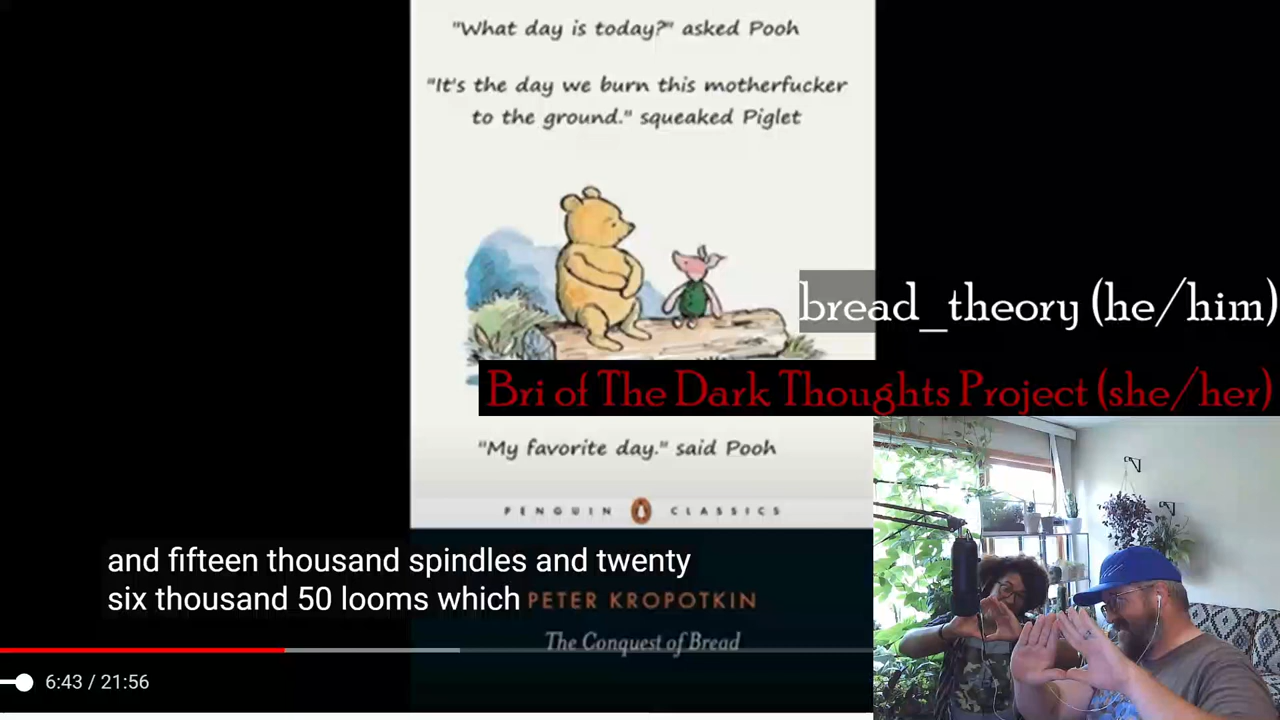 "What day is today?" asked Pooh
"It's the day we burn this motherfucker
to the ground." squeaked Piglet
bread_theory (he/him)
Bri of The Dark Thoughts Project (she/her)
"My favorite day." said Pooh
PENGUIN CLASSICS
and fifteen thousand spindles and twenty
six thousand 50 looms which
PETER KROPOTKIN
The Conquest of Bread
6:43 / 21:56